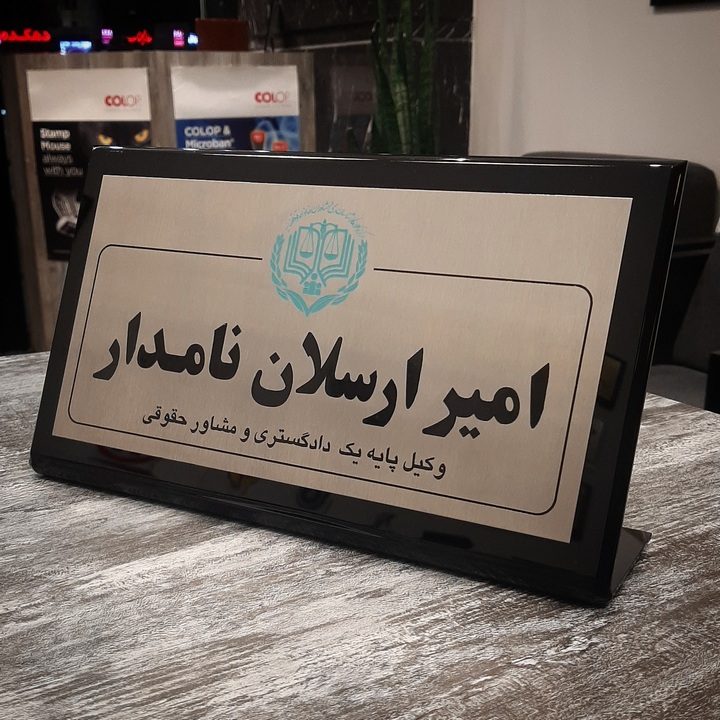 COLOP
Stamp
Mouse
always
with you
COLOP
COLOP &
Microban
امیر ارسلان نامدار
وکیل پایه یک دادگستری و مشاور حقوقی